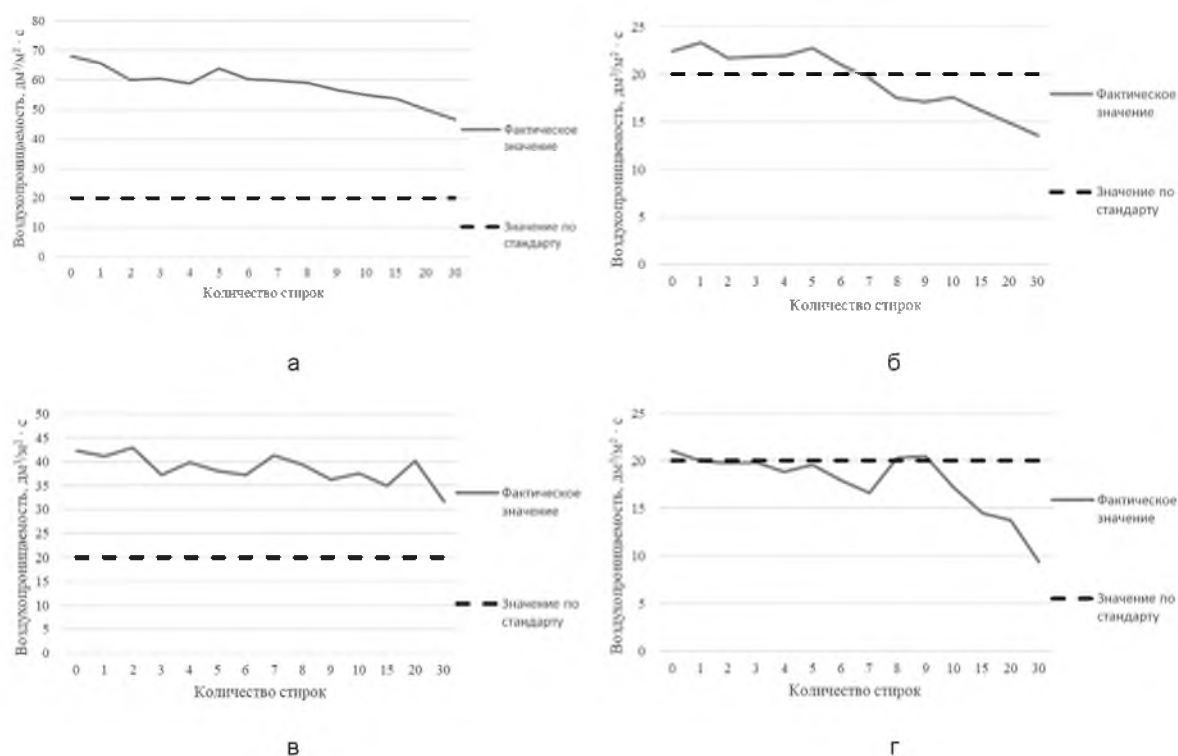 Воздухопроницаемость, дм³/м² · с
80
70
60
50
40
30
20
10
0
0 1 2 3 4 5 6 7 8 9 10 15 20 30
Количество стирок
Фактическое
значение
Значение по
стандарту
а
Воздухопроницаемость, дм³/м² · с
25
20
15
10
5
0
0 1 2 3 4 5 6 7 8 9 10 15 20 30
Количество стирок
Фактическое
значение
Значение по
стандарту
б
Воздухопроницаемость, дм³/м² · с
50
45
40
35
30
25
20
15
10
5
0
0 1 2 3 4 5 6 7 8 9 10 15 20 30
Количество стирок
Фактическое
значение
Значение по
стандарту
в
Воздухопроницаемость, дм³/м² · с
25
20
15
10
5
0
0 1 2 3 4 5 6 7 8 9 10 15 20 30
Количество стирок
Фактическое
значение
Значение по
стандарту
г